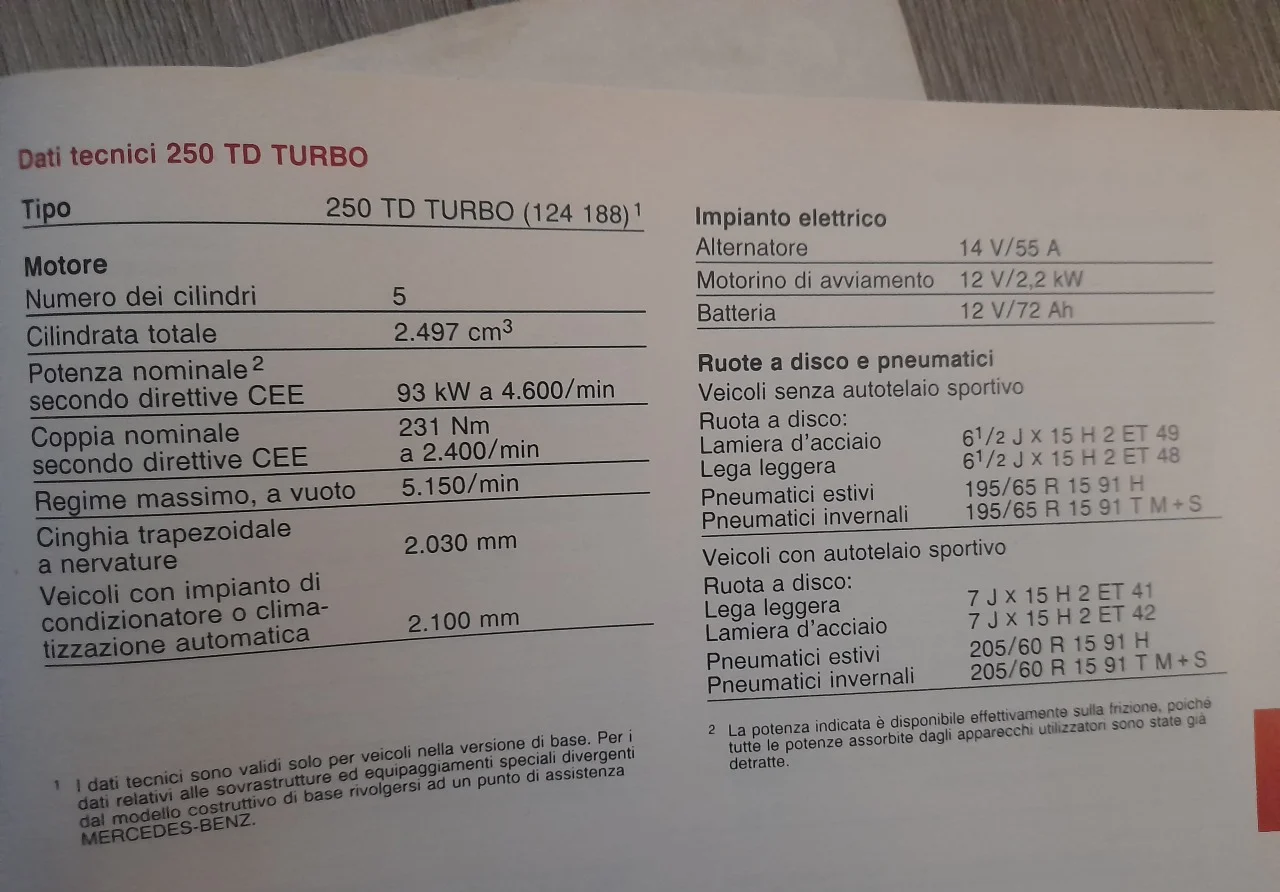 Dati tecnici 250 TD TURBO
Tipo 250 TD TURBO (124 188)¹
Motore
Numero dei cilindri 5
Cilindrata totale 2.497 cm³
Potenza nominale²
secondo direttive CEE 93 kW a 4.600/min
Coppia nominale 231 Nm
secondo direttive CEE a 2.400/min
Regime massimo, a vuoto 5.150/min
Cinghia trapezoidale
a nervature 2.030 mm
Veicoli con impianto di
condizionatore o clima-
tizzazione automatica 2.100 mm
¹ I dati tecnici sono validi solo per veicoli nella versione di base. Per i
dati relativi alle sovrastrutture ed equipaggiamenti speciali divergenti
dal modello costruttivo di base rivolgersi ad un punto di assistenza
MERCEDES-BENZ.
Impianto elettrico
Alternatore 14 V/55 A
Motorino di avviamento 12 V/2,2 kW
Batteria 12 V/72 Ah
Ruote a disco e pneumatici
Veicoli senza autotelaio sportivo
Ruota a disco:
Lamiera d'acciaio 6¹/2 J x 15 H 2 ET 49
Lega leggera 6¹/2 J x 15 H 2 ET 48
Pneumatici estivi 195/65 R 15 91 H
Pneumatici invernali 195/65 R 15 91 T M+S
Veicoli con autotelaio sportivo
Ruota a disco:
Lega leggera 7 J x 15 H 2 ET 41
Lamiera d'acciaio 7 J x 15 H 2 ET 42
Pneumatici estivi 205/60 R 15 91 H
Pneumatici invernali 205/60 R 15 91 T M+S
² La potenza indicata è disponibile effettivamente sulla frizione, poiché
tutte le potenze assorbite dagli apparecchi utilizzatori sono state già
detratte.